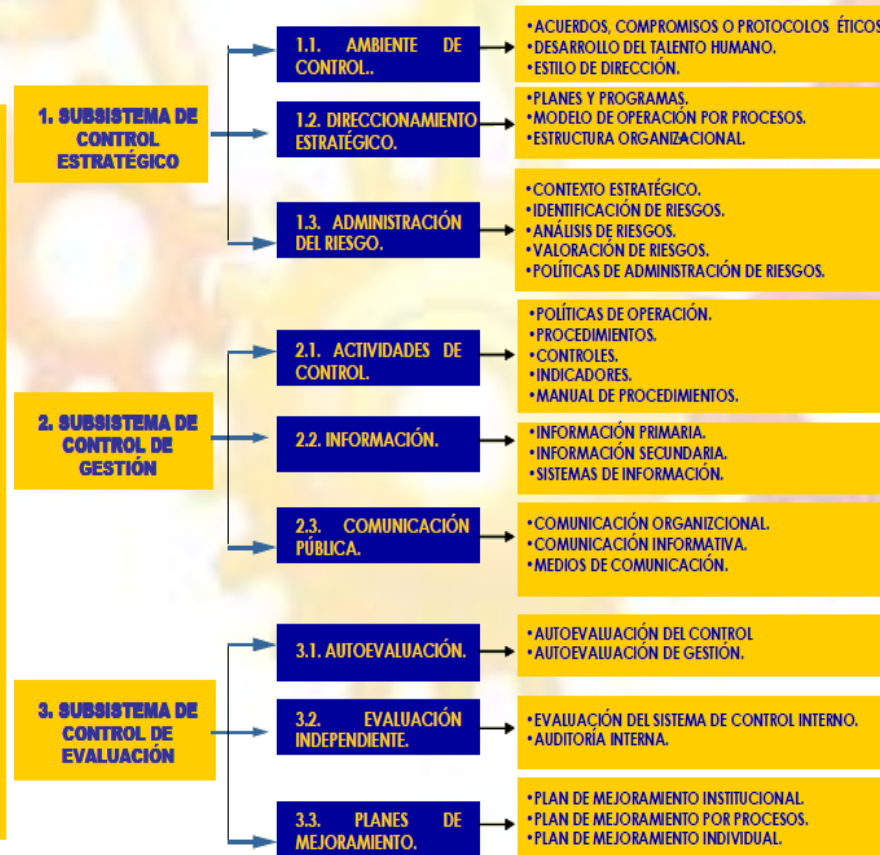 1. SUBSISTEMA DE
CONTROL
ESTRATÉGICO
1.1. AMBIENTE DE
CONTROL..
•ACUERDOS, COMPROMISOS O PROTOCOLOS ÉTICOS
•DESARROLLO DEL TALENTO HUMANO.
•ESTILO DE DIRECCIÓN.
1.2. DIRECCIONAMIENTO
ESTRATÉGICO.
•PLANES Y PROGRAMAS.
•MODELO DE OPERACIÓN POR PROCESOS.
•ESTRUCTURA ORGANIZACIONAL.
1.3. ADMINISTRACIÓN
DEL RIESGO.
•CONTEXTO ESTRATÉGICO.
•IDENTIFICACIÓN DE RIESGOS.
•ANÁLISIS DE RIESGOS.
•VALORACIÓN DE RIESGOS.
•POLÍTICAS DE ADMINISTRACIÓN DE RIESGOS.
2. SUBSISTEMA DE
CONTROL DE
GESTIÓN
2.1. ACTIVIDADES DE
CONTROL.
•POLÍTICAS DE OPERACIÓN.
•PROCEDIMIENTOS.
•CONTROLES.
•INDICADORES.
•MANUAL DE PROCEDIMIENTOS.
2.2. INFORMACIÓN.
•INFORMACIÓN PRIMARIA.
•INFORMACIÓN SECUNDARIA.
•SISTEMAS DE INFORMACIÓN.
2.3. COMUNICACIÓN
PÚBLICA.
•COMUNICACIÓN ORGANIZCIONAL.
•COMUNICACIÓN INFORMATIVA.
•MEDIOS DE COMUNICACIÓN.
3. SUBSISTEMA DE
CONTROL DE
EVALUACIÓN
3.1. AUTOEVALUACIÓN.
•AUTOEVALUACIÓN DEL CONTROL
•AUTOEVALUACIÓN DE GESTIÓN.
3.2. EVALUACIÓN
INDEPENDIENTE.
•EVALUACIÓN DEL SISTEMA DE CONTROL INTERNO.
•AUDITORÍA INTERNA.
3.3. PLANES DE
MEJORAMIENTO.
•PLAN DE MEJORAMIENTO INSTITUCIONAL.
•PLAN DE MEJORAMIENTO POR PROCESOS.
•PLAN DE MEJORAMIENTO INDIVIDUAL.